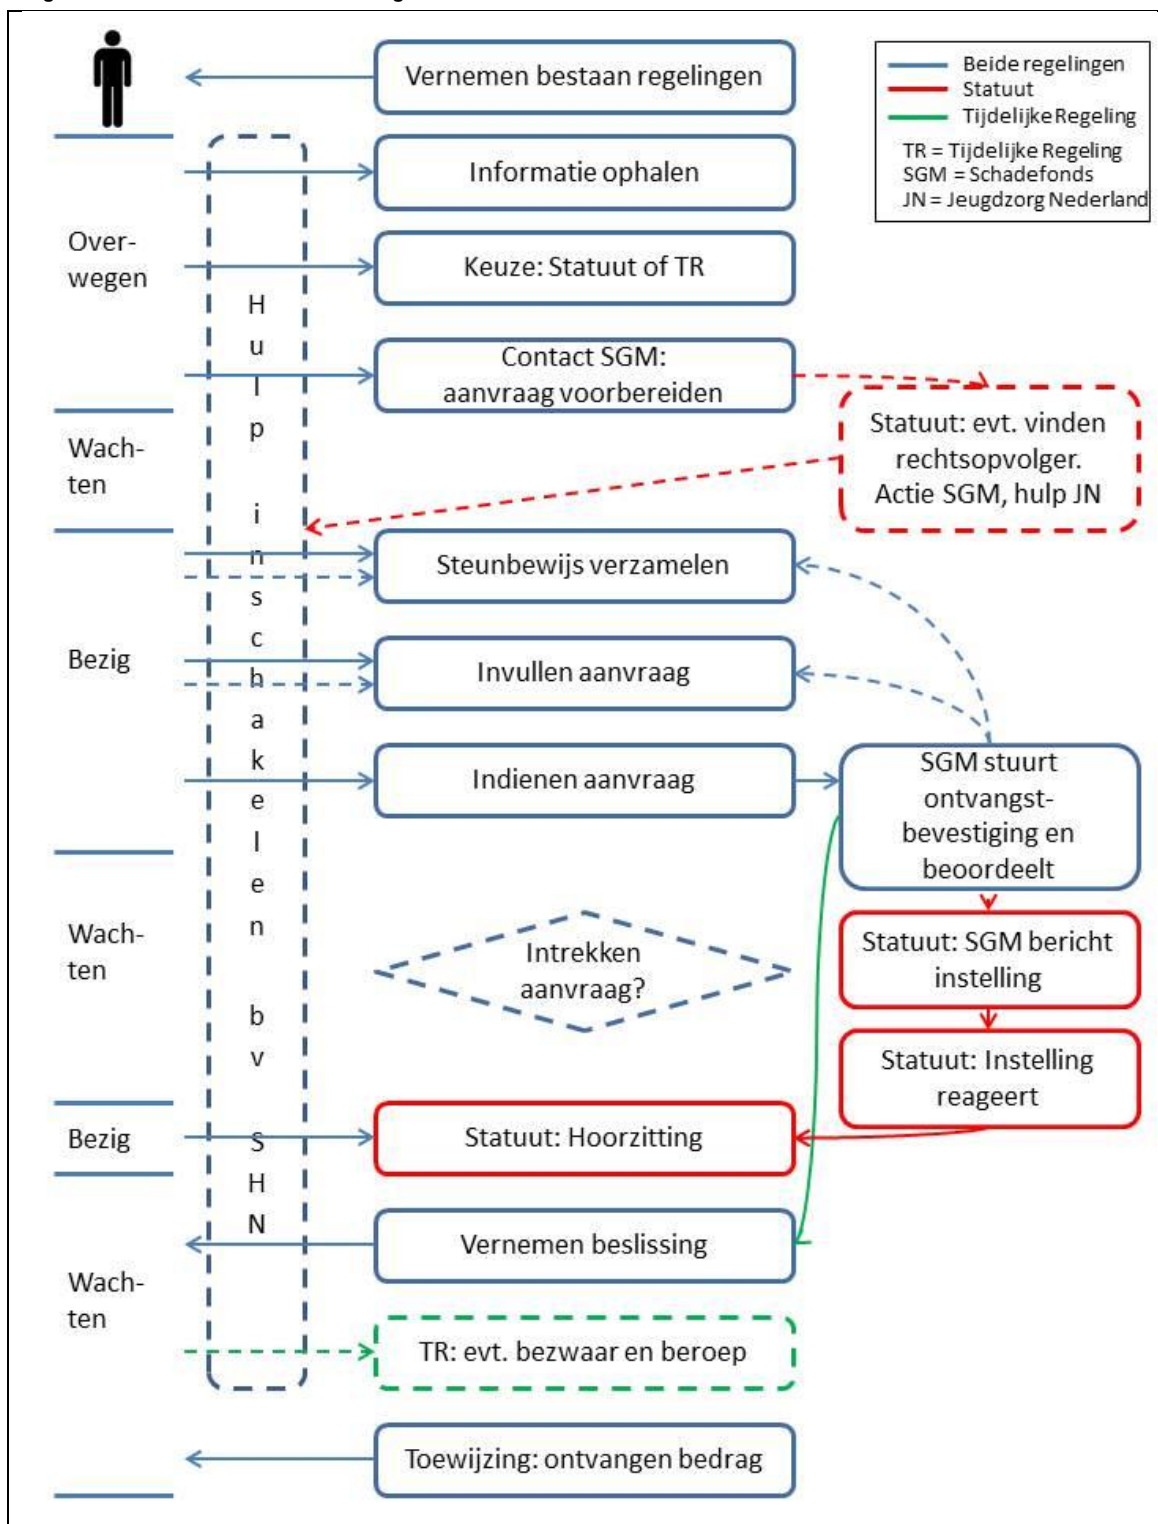 Vernemen bestaan regelingen
Beide regelingen
Statuut
Tijdelijke Regeling
TR = Tijdelijke Regeling
SGM = Schadefonds
JN = Jeugdzorg Nederland
Informatie ophalen
Over-
wegen
Keuze: Statuut of TR
Hulp inschakelen bv SHN
Contact SGM:
aanvraag voorbereiden
Statuut: evt. vinden
rechtsopvolger.
Actie SGM, hulp JN
Wach-
ten
Steunbewijs verzamelen
Bezig
Invullen aanvraag
Indienen aanvraag
SGM stuurt
ontvangst-
bevestiging en
beoordeelt
Wach-
ten
Intrekken
aanvraag?
Statuut: SGM bericht
instelling
Statuut: Instelling
reageert
Bezig
Statuut: Hoorzitting
Vernemen beslissing
Wach-
ten
TR: evt. bezwaar en beroep
Toewijzing: ontvangen bedrag